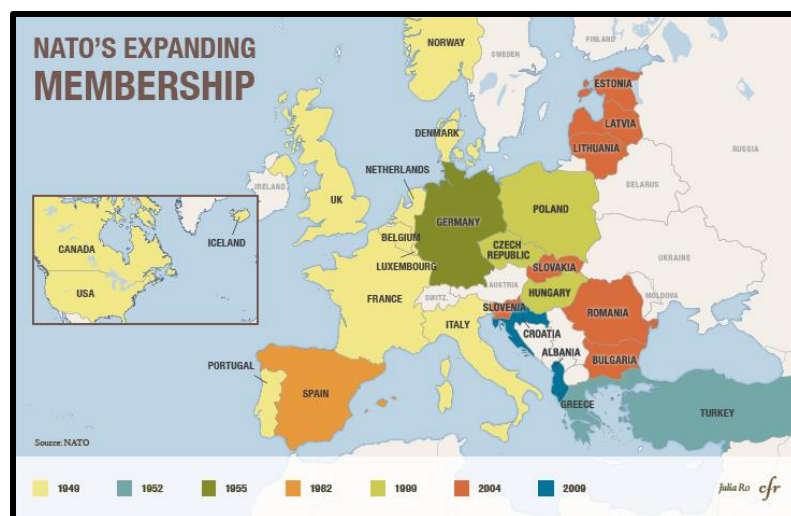 NATO'S EXPANDING
MEMBERSHIP
NORWAY
SWEDEN
FINLAND
ESTONIA
LATVIA
LITHUANIA
RUSSIA
DENMARK
NETHERLANDS
IRELAND
UK
BELARUS
GERMANY
POLAND
BELGIUM
CZECH
REPUBLIC
LUXEMBOURG
SLOVAKIA
UKRAINE
CANADA
ICELAND
USA
FRANCE
SWITZ.
AUSTRIA
HUNGARY
MOLDOVA
SLOVENIA
ROMANIA
ITALY
CROATIA
ALBANIA
BULGARIA
PORTUGAL
SPAIN
GREECE
TURKEY
Source: NATO
1949 1952 1955 1982 1999 2004 2009
Julia Ro cfr